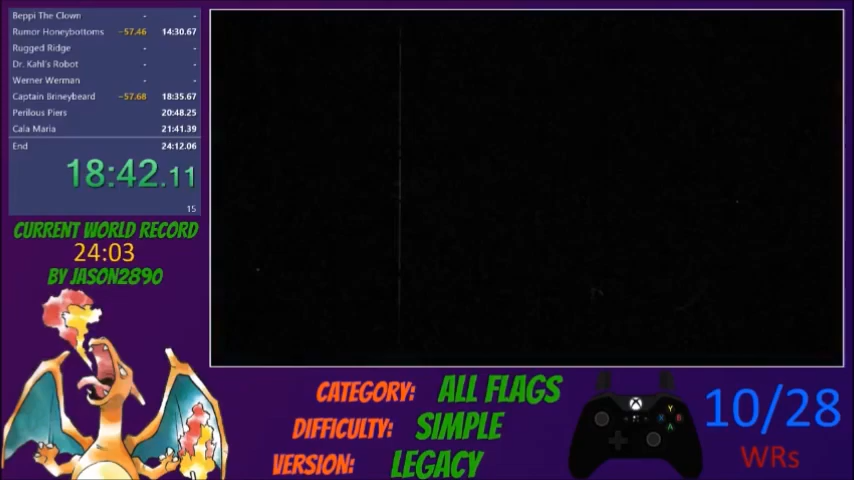 Beppi The Clown - -
Rumor Honeybottoms -57.46 14:30.67
Rugged Ridge - -
Dr. Kahl's Robot - -
Werner Werman - -
Captain Brineybeard -57.68 18:35.67
Perilous Piers 20:48.25
Cala Maria 21:41.39
End 24:12.06
18:42.11
15
CURRENT WORLD RECORD
24:03
BY JASON2890
CATEGORY: ALL FLAGS
DIFFICULTY: SIMPLE
VERSION: LEGACY
Y
X B
A
10/28
WRs